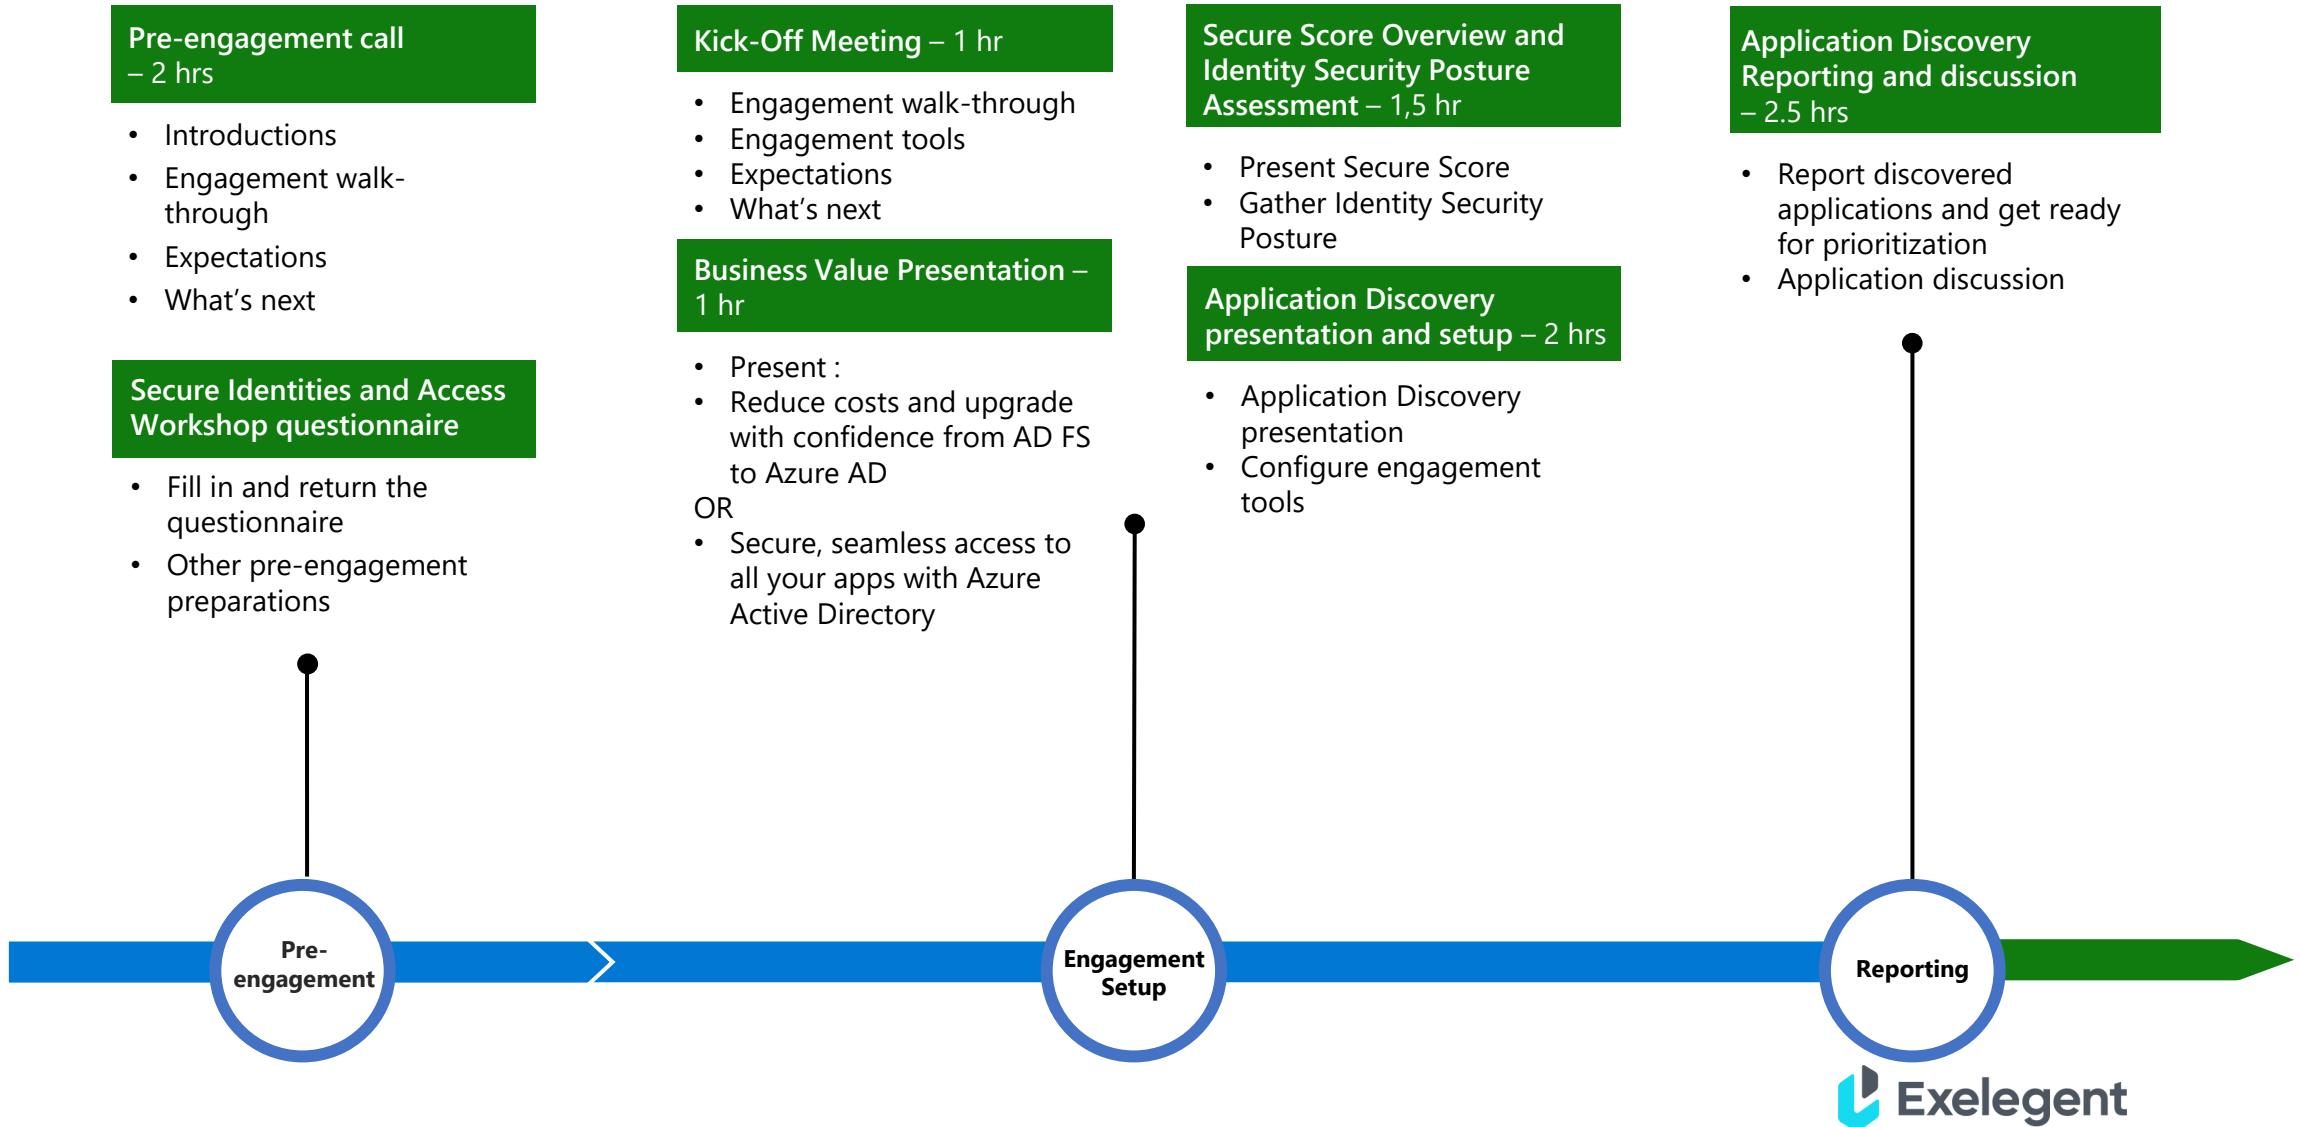 Pre-engagement call
– 2 hrs
• Introductions
• Engagement walk-
through
• Expectations
• What's next
Secure Identities and Access
Workshop questionnaire
• Fill in and return the
questionnaire
• Other pre-engagement
preparations
Kick-Off Meeting – 1 hr
• Engagement walk-through
• Engagement tools
• Expectations
• What's next
Business Value Presentation –
1 hr
• Present :
• Reduce costs and upgrade
with confidence from AD FS
to Azure AD
OR
• Secure, seamless access to
all your apps with Azure
Active Directory
Secure Score Overview and
Identity Security Posture
Assessment – 1,5 hr
• Present Secure Score
• Gather Identity Security
Posture
Application Discovery
presentation and setup – 2 hrs
• Application Discovery
presentation
• Configure engagement
tools
Application Discovery
Reporting and discussion
– 2.5 hrs
• Report discovered
applications and get ready
for prioritization
• Application discussion
Pre-
engagement
Engagement
Setup
Reporting
Exelegent